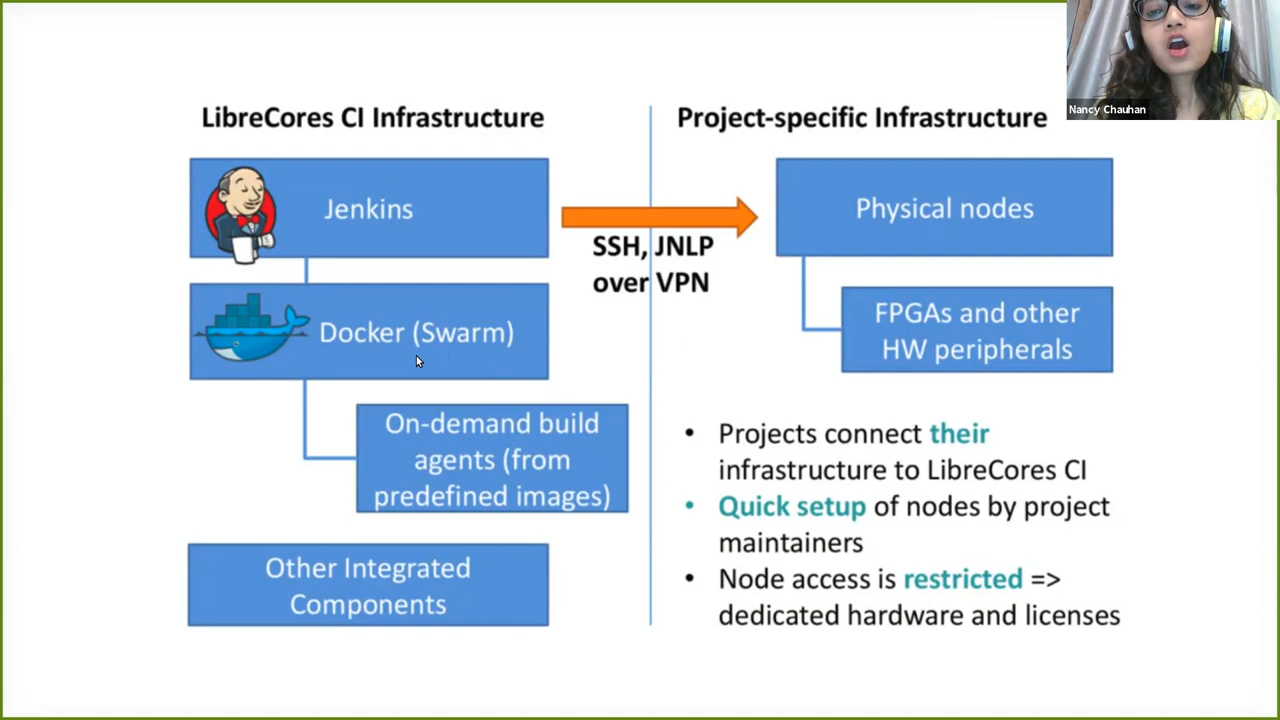 LibreCores CI Infrastructure
Jenkins
Docker (Swarm)
On-demand build
agents (from
predefined images)
Other Integrated
Components
SSH, JNLP
over VPN
Project-specific Infrastructure
Physical nodes
FPGAs and other
HW peripherals
• Projects connect their
infrastructure to LibreCores CI
• Quick setup of nodes by project
maintainers
• Node access is restricted =>
dedicated hardware and licenses
Nancy Chauhan